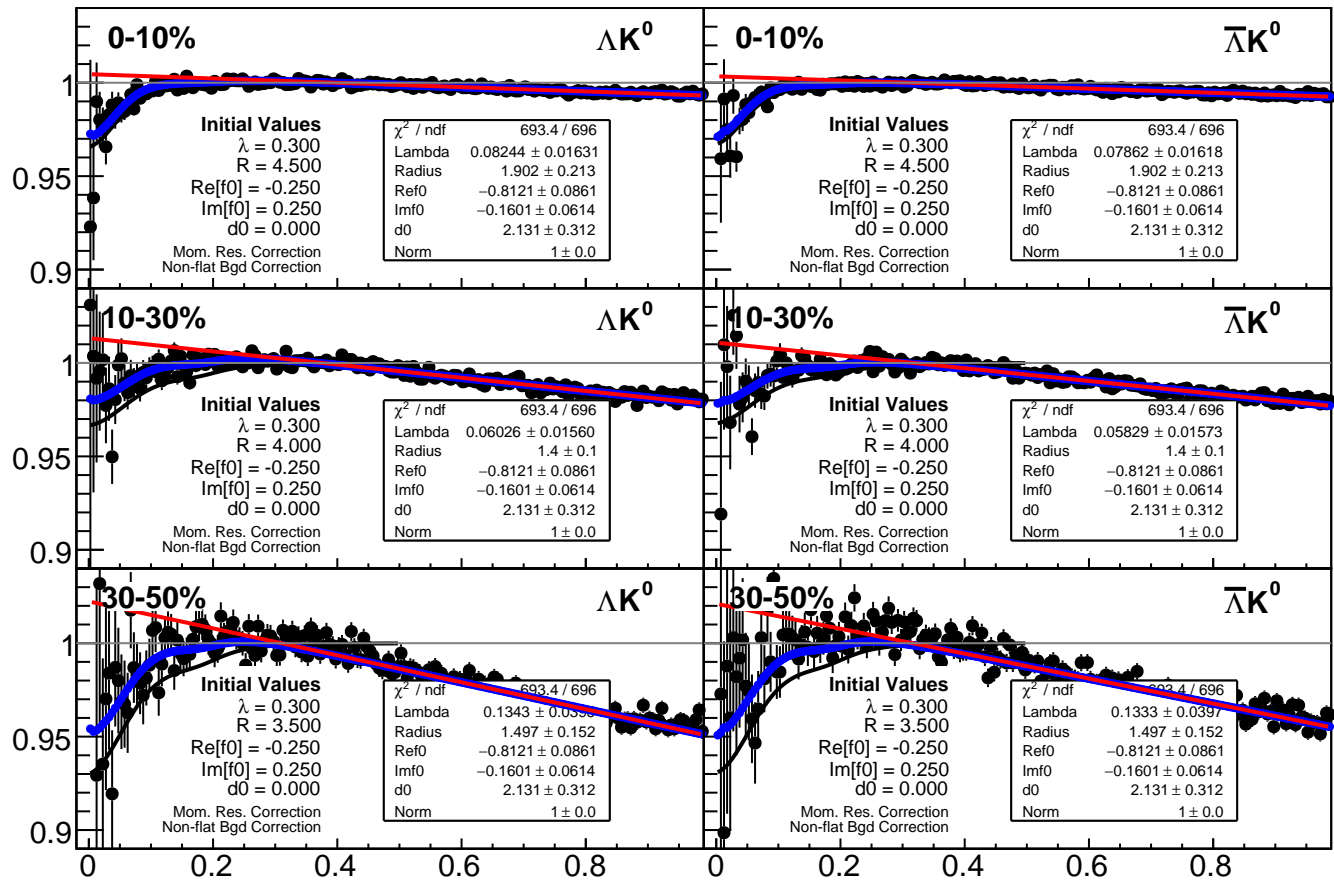 0-10%
ΛK⁰
1
0.95
0.9
Initial Values
λ = 0.300
R = 4.500
Re[f0] = -0.250
Im[f0] = 0.250
d0 = 0.000
Mom. Res. Correction
Non-flat Bgd Correction
χ² / ndf 693.4 / 696
Lambda 0.08244 ± 0.01631
Radius 1.902 ± 0.213
Ref0 −0.8121 ± 0.0861
Imf0 −0.1601 ± 0.0614
d0 2.131 ± 0.312
Norm 1 ± 0.0
0-10%
Λ̅K⁰
Initial Values
λ = 0.300
R = 4.500
Re[f0] = -0.250
Im[f0] = 0.250
d0 = 0.000
Mom. Res. Correction
Non-flat Bgd Correction
χ² / ndf 693.4 / 696
Lambda 0.07862 ± 0.01618
Radius 1.902 ± 0.213
Ref0 −0.8121 ± 0.0861
Imf0 −0.1601 ± 0.0614
d0 2.131 ± 0.312
Norm 1 ± 0.0
10-30%
ΛK⁰
1
0.95
0.9
Initial Values
λ = 0.300
R = 4.000
Re[f0] = -0.250
Im[f0] = 0.250
d0 = 0.000
Mom. Res. Correction
Non-flat Bgd Correction
χ² / ndf 693.4 / 696
Lambda 0.06026 ± 0.01560
Radius 1.4 ± 0.1
Ref0 −0.8121 ± 0.0861
Imf0 −0.1601 ± 0.0614
d0 2.131 ± 0.312
Norm 1 ± 0.0
10-30%
Λ̅K⁰
Initial Values
λ = 0.300
R = 4.000
Re[f0] = -0.250
Im[f0] = 0.250
d0 = 0.000
Mom. Res. Correction
Non-flat Bgd Correction
χ² / ndf 693.4 / 696
Lambda 0.05829 ± 0.01573
Radius 1.4 ± 0.1
Ref0 −0.8121 ± 0.0861
Imf0 −0.1601 ± 0.0614
d0 2.131 ± 0.312
Norm 1 ± 0.0
30-50%
ΛK⁰
1
0.95
0.9
Initial Values
λ = 0.300
R = 3.500
Re[f0] = -0.250
Im[f0] = 0.250
d0 = 0.000
Mom. Res. Correction
Non-flat Bgd Correction
χ² / ndf 693.4 / 696
Lambda 0.1343 ±
Radius 1.497 ± 0.152
Ref0 −0.8121 ± 0.0861
Imf0 −0.1601 ± 0.0614
d0 2.131 ± 0.312
Norm 1 ± 0.0
30-50%
Λ̅K⁰
Initial Values
λ = 0.300
R = 3.500
Re[f0] = -0.250
Im[f0] = 0.250
d0 = 0.000
Mom. Res. Correction
Non-flat Bgd Correction
χ² / ndf 693.4 / 696
Lambda 0.1333 ± 0.0397
Radius 1.497 ± 0.152
Ref0 −0.8121 ± 0.0861
Imf0 −0.1601 ± 0.0614
d0 2.131 ± 0.312
Norm 1 ± 0.0
0 0.2 0.4 0.6 0.8 0 0.2 0.4 0.6 0.8